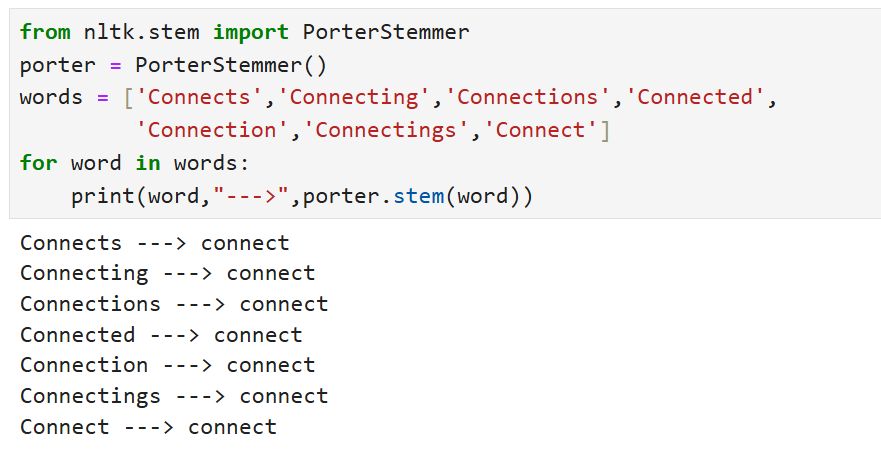 from nltk.stem import PorterStemmer
porter = PorterStemmer()
words = ['Connects','Connecting','Connections','Connected',
         'Connection','Connectings','Connect']
for word in words:
    print(word,"--->",porter.stem(word))
Connects ---> connect
Connecting ---> connect
Connections ---> connect
Connected ---> connect
Connection ---> connect
Connectings ---> connect
Connect ---> connect